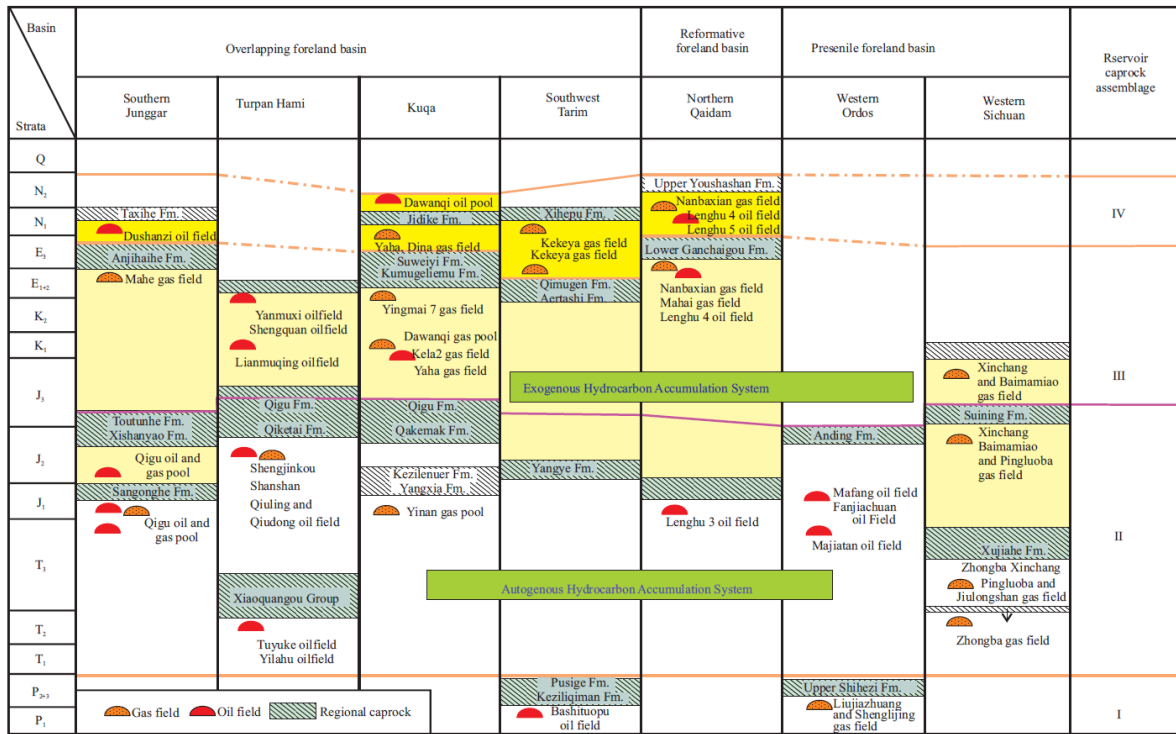 Basin
Strata
Overlapping foreland basin
Reformative
foreland basin
Presenile foreland basin
Rservoir
caprock
assemblage
Southern
Junggar
Turpan Hami
Kuqa
Southwest
Tarim
Northern
Qaidam
Western
Ordos
Western
Sichuan
Q
N2
N1
E3
E1+2
K2
K1
J3
J2
J1
T3
T2
T1
P2+3
P1
Taxihe Fm.
Dushanzi oil field
Anjihaihe Fm.
Mahe gas field
Toutunhe Fm.
Xishanyao Fm.
Qigu oil and
gas pool
Sangonghe Fm.
Qigu oil and
gas pool
Yanmuxi oilfield
Shengquan oilfield
Lianmuqing oilfield
Qigu Fm.
Qiketai Fm.
Shengjinkou
Shanshan
Qiuling and
Qiudong oil field
Xiaoquangou Group
Tuyuke oilfield
Yilahu oilfield
Dawanqi oil pool
Jidike Fm.
Yaha, Dina gas field
Suweiyi Fm.
Kumugeliemu Fm.
Yingmai 7 gas field
Dawanqi gas pool
Kela2 gas field
Yaha gas field
Qigu Fm.
Qakemak Fm.
Kezilenuer Fm.
Yangxia Fm.
Yinan gas pool
Xihepu Fm.
Kekeya gas field
Kekeya gas field
Qimugen Fm.
Aertashi Fm.
Yangye Fm.
Pusige Fm.
Keziliqiman Fm.
Bashituopu
oil field
Upper Youshashan Fm.
Nanbaxian gas field
Lenghu 4 oil field
Lenghu 5 oil field
Lower Ganchaigou Fm.
Nanbaxian gas field
Mahai gas field
Lenghu 4 oil field
Lenghu 3 oil field
Exogenous Hydrocarbon Accumulation System
Autogenous Hydrocarbon Accumulation System
Anding Fm.
Mafang oil field
Fanjiachuan
oil Field
Majiatan oil field
Upper Shihezi Fm.
Liujiazhuang
and Shenglijing
gas field
Xinchang
and Baimamiao
gas field
Suining Fm.
Xinchang
Baimamiao
and Pingluoba
gas field
Xujiahe Fm.
Zhongba Xinchang
Pingluoba and
Jiulongshan gas field
Zhongba gas field
IV
III
II
I
Gas field
Oil field
Regional caprock